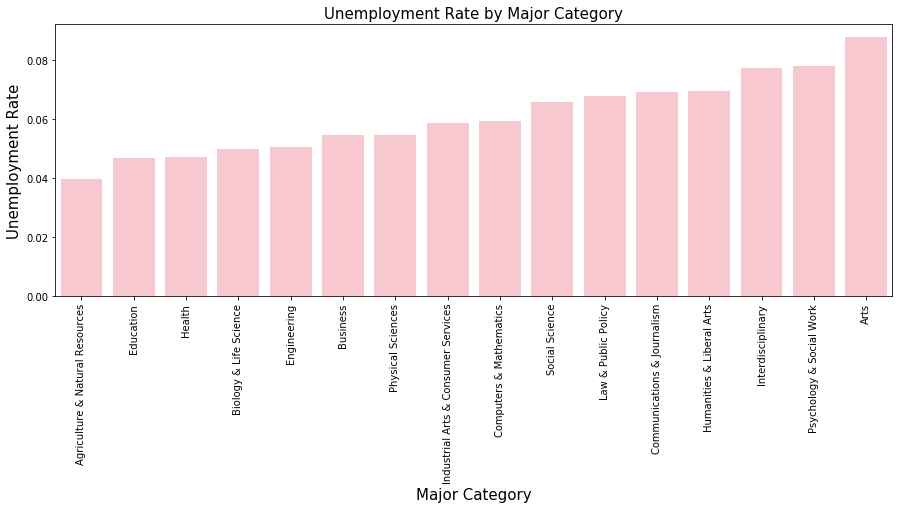 Unemployment Rate by Major Category
Unemployment Rate
0.08
0.06
0.04
0.02
0.00
Agriculture & Natural Resources
Education
Health
Biology & Life Science
Engineering
Business
Physical Sciences
Industrial Arts & Consumer Services
Computers & Mathematics
Social Science
Law & Public Policy
Communications & Journalism
Humanities & Liberal Arts
Interdisciplinary
Psychology & Social Work
Arts
Major Category